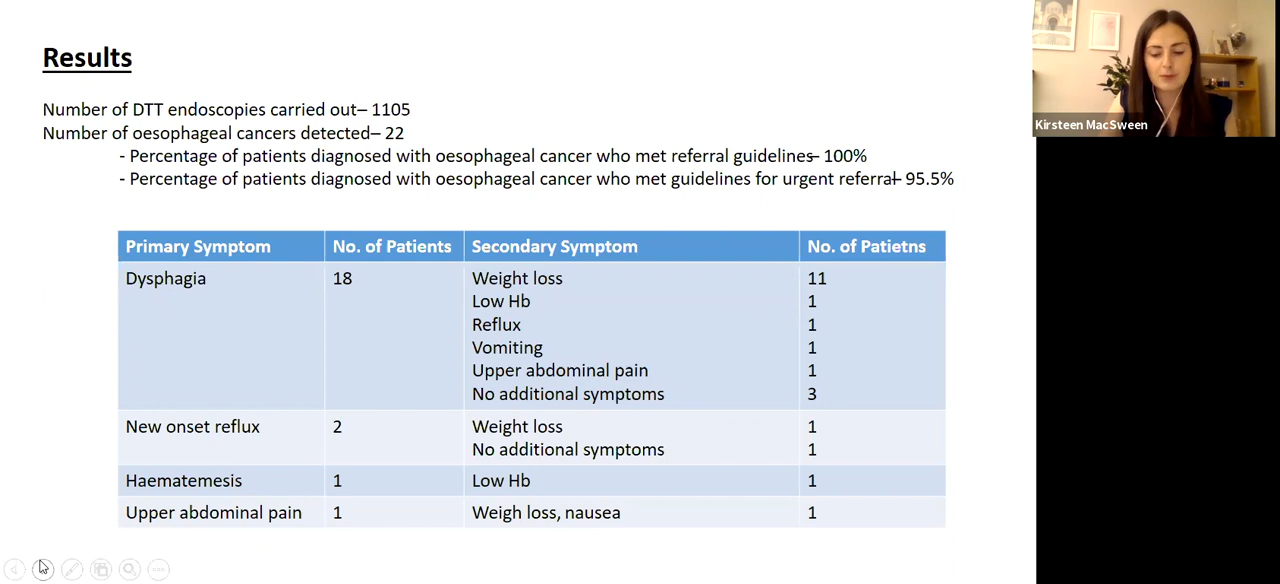 Results
Number of DTT endoscopies carried out– 1105
Number of oesophageal cancers detected– 22
- Percentage of patients diagnosed with oesophageal cancer who met referral guidelines– 100%
- Percentage of patients diagnosed with oesophageal cancer who met guidelines for urgent referral– 95.5%
Primary Symptom No. of Patients Secondary Symptom No. of Patietns
Dysphagia 18 Weight loss 11
Low Hb 1
Reflux 1
Vomiting 1
Upper abdominal pain 1
No additional symptoms 3
New onset reflux 2 Weight loss 1
No additional symptoms 1
Haematemesis 1 Low Hb 1
Upper abdominal pain 1 Weigh loss, nausea 1
Kirsteen MacSween